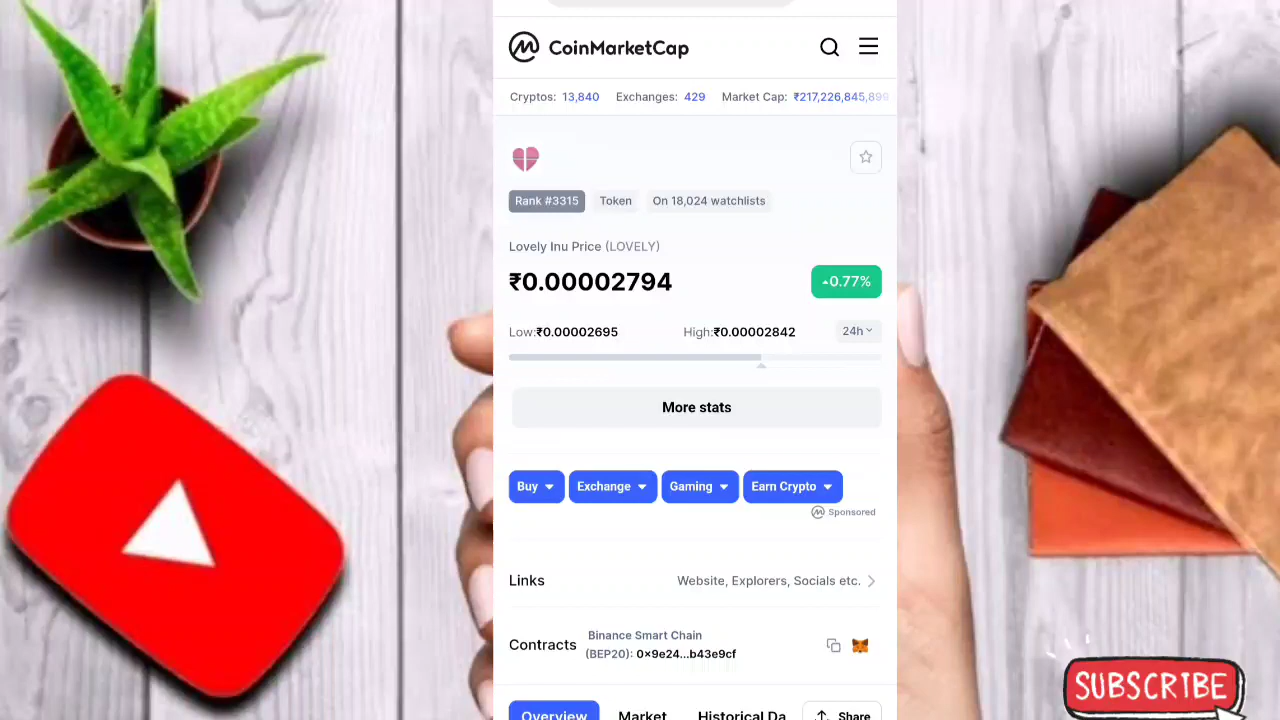 CoinMarketCap
Cryptos: 13,840 Exchanges: 429 Market Cap: ₹217,226,845,899
Rank #3315 Token On 18,024 watchlists
Lovely Inu Price (LOVELY)
₹0.00002794 0.77%
Low:₹0.00002695 High:₹0.00002842 24h
More stats
Buy Exchange Gaming Earn Crypto
Sponsored
Links Website, Explorers, Socials etc.
Contracts Binance Smart Chain
(BEP20): 0x9e24...b43e9cf
Overview Market Historical Da Share
SUBSCRIBE